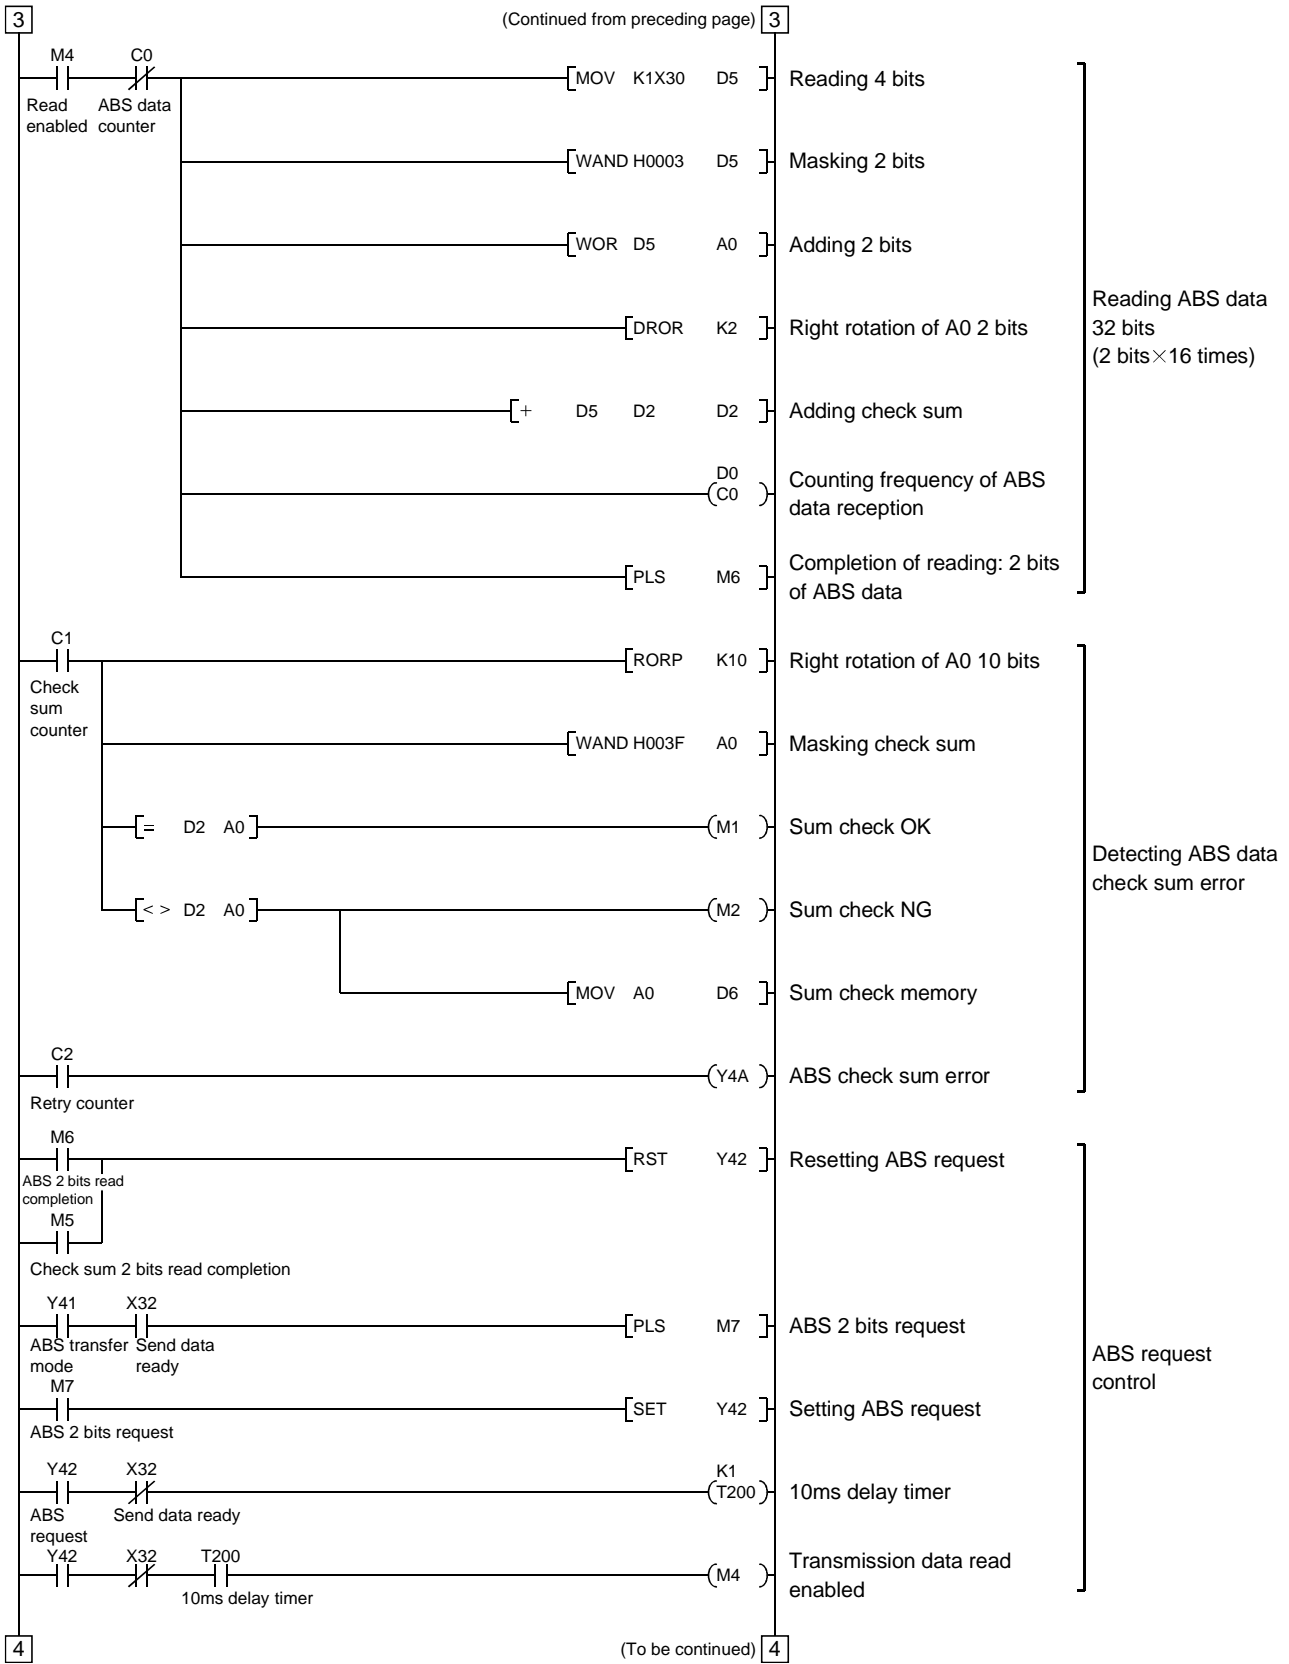 3 (Continued from preceding page) 3
M4 C0
MOV K1X30 D5 Reading 4 bits
Read ABS data
enabled counter
WAND H0003 D5 Masking 2 bits
WOR D5 A0 Adding 2 bits
Reading ABS data
32 bits
(2 bits×16 times)
DROR K2 Right rotation of A0 2 bits
+ D5 D2 D2 Adding check sum
D0
C0 Counting frequency of ABS
data reception
PLS M6 Completion of reading: 2 bits
of ABS data
C1
RORP K10 Right rotation of A0 10 bits
Check
sum
counter
WAND H003F A0 Masking check sum
= D2 A0 M1 Sum check OK
Detecting ABS data
check sum error
< > D2 A0 M2 Sum check NG
MOV A0 D6 Sum check memory
C2
Y4A ABS check sum error
Retry counter
M6
RST Y42 Resetting ABS request
ABS 2 bits read
completion
M5
Check sum 2 bits read completion
Y41 X32
PLS M7 ABS 2 bits request
ABS transfer Send data
mode ready
ABS request
control
M7
SET Y42 Setting ABS request
ABS 2 bits request
Y42 X32 K1
T200 10ms delay timer
ABS Send data ready
request
Y42 X32 T200
M4 Transmission data read
enabled
10ms delay timer
4 (To be continued) 4